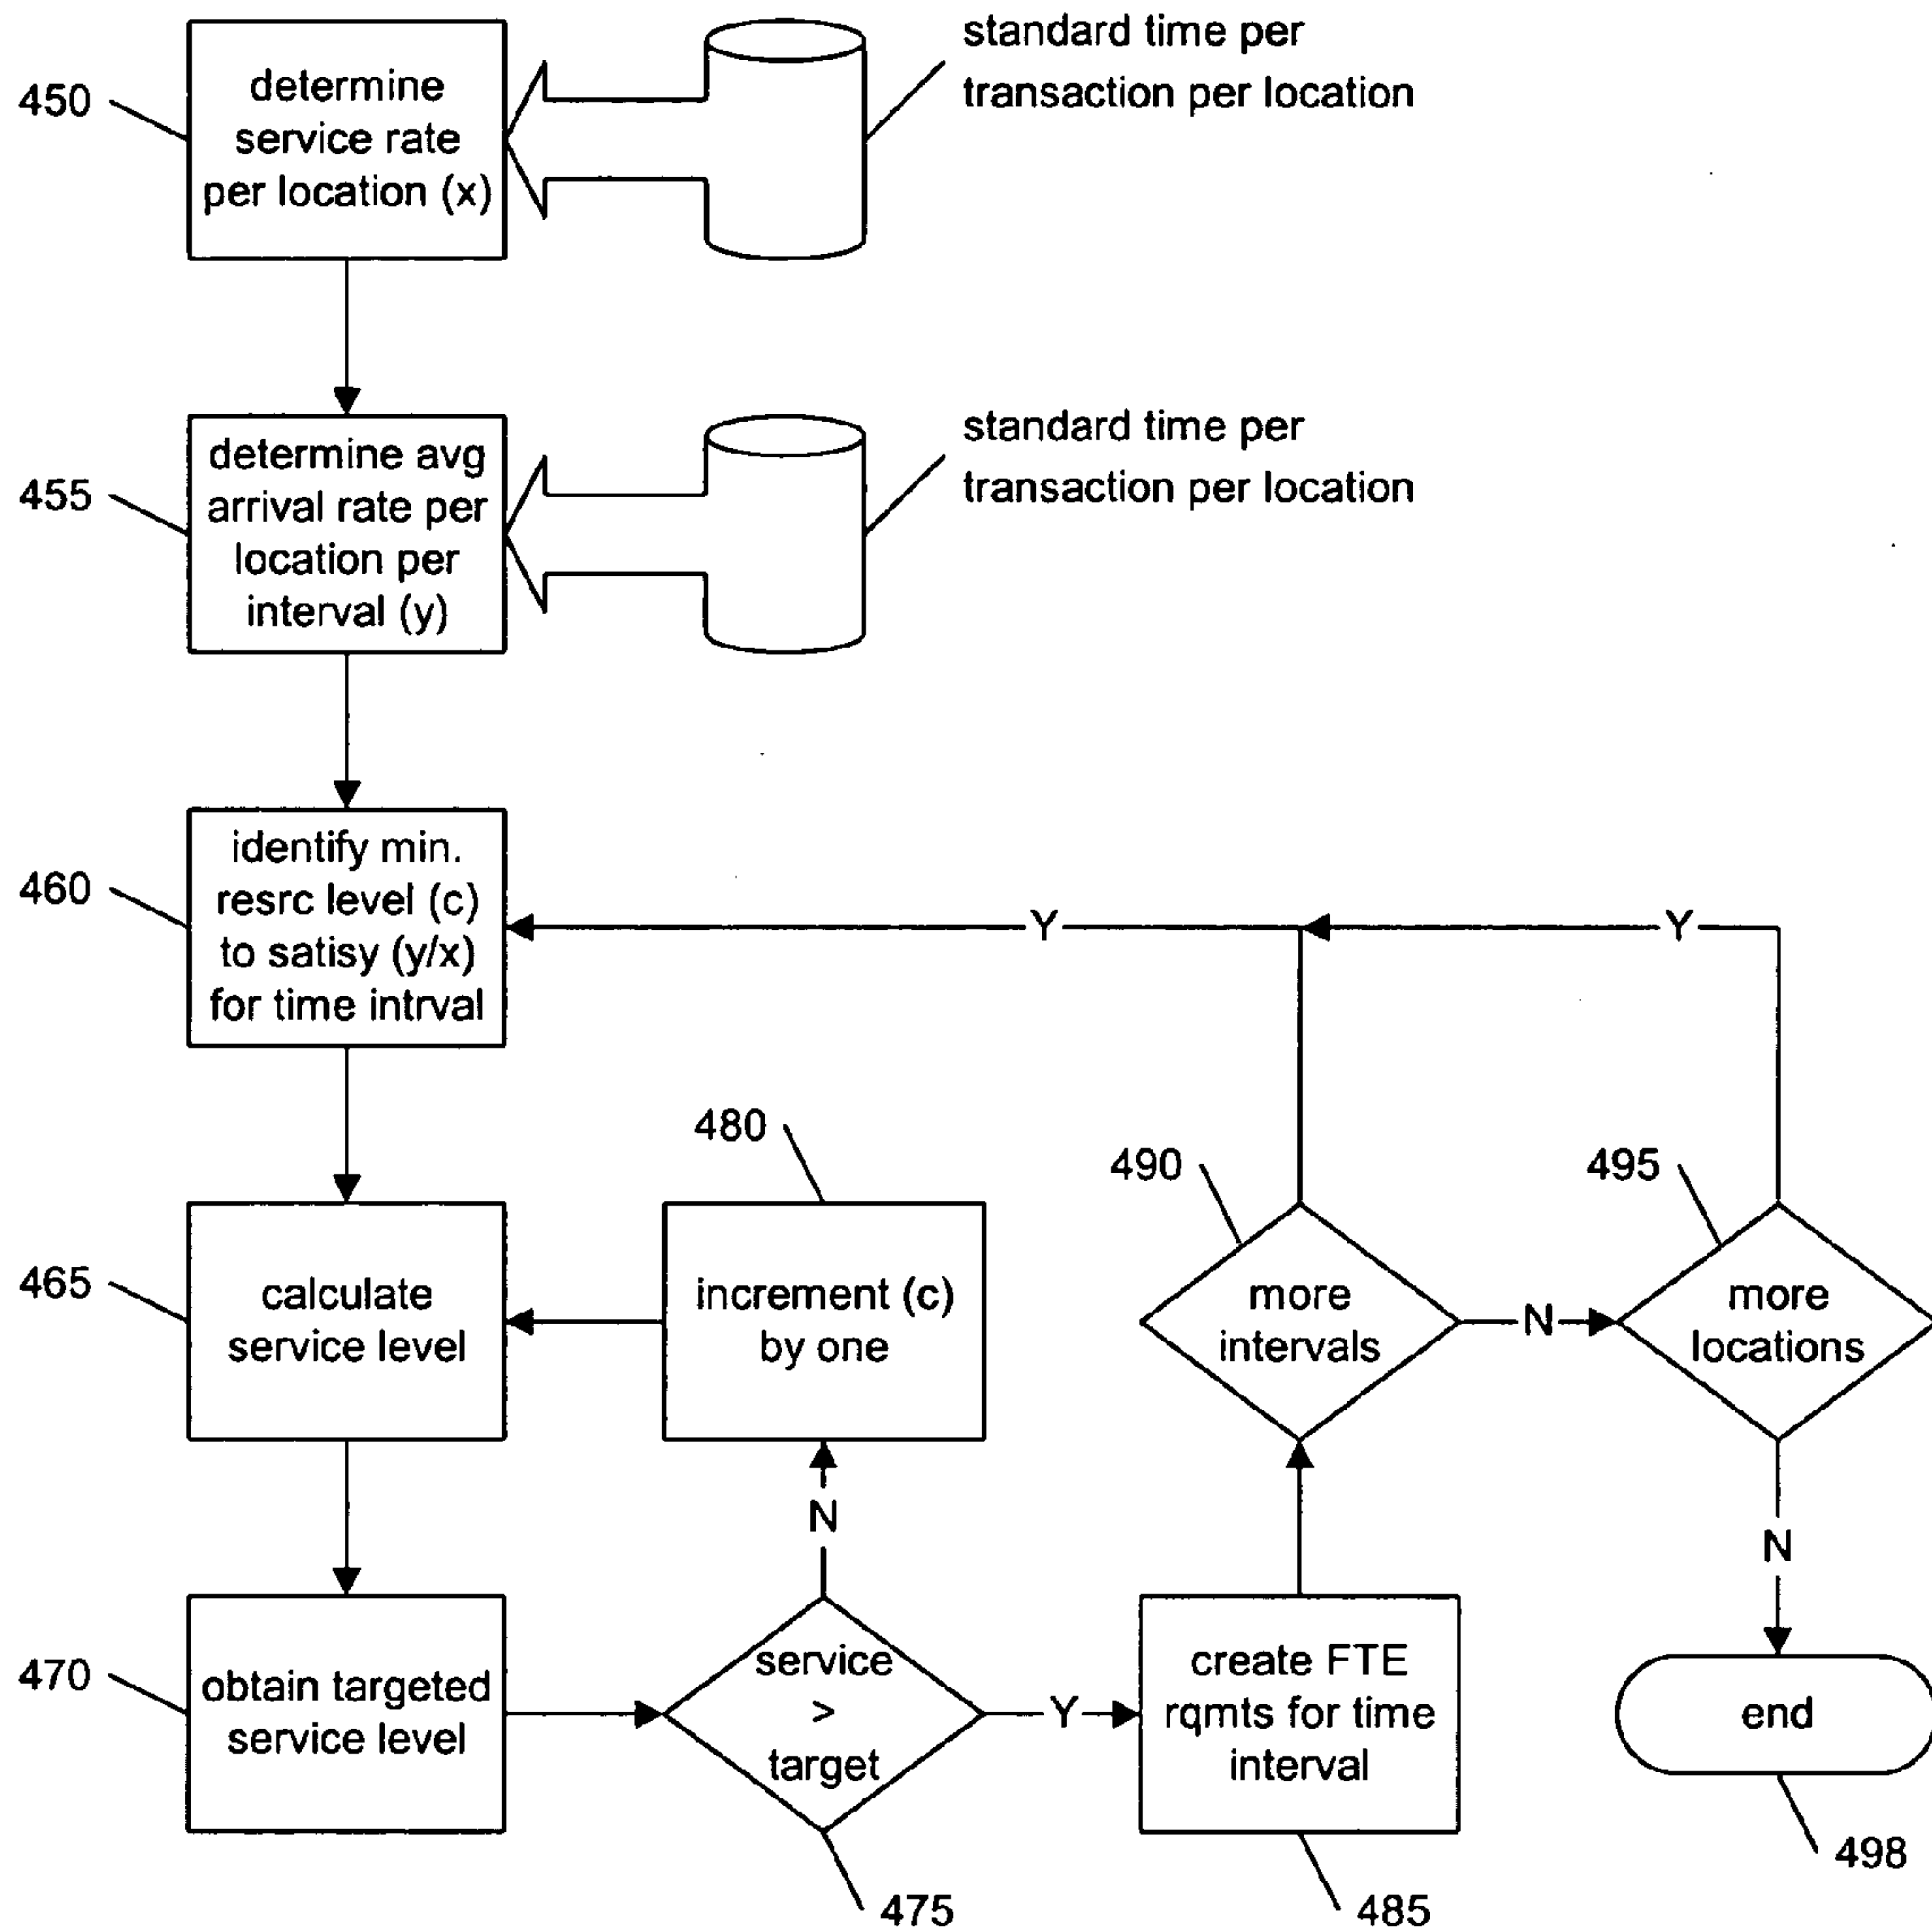 450
determine
service rate
per location (x)
standard time per
transaction per location
455
determine avg
arrival rate per
location per
interval (y)
standard time per
transaction per location
460
identify min.
resrc level (c)
to satisy (y/x)
for time intrval
Y
Y
465
calculate
service level
480
increment (c)
by one
490
more
intervals
N
495
more
locations
N
470
obtain targeted
service level
N
service
>
target
475
Y
create FTE
rqmts for time
interval
485
end
498